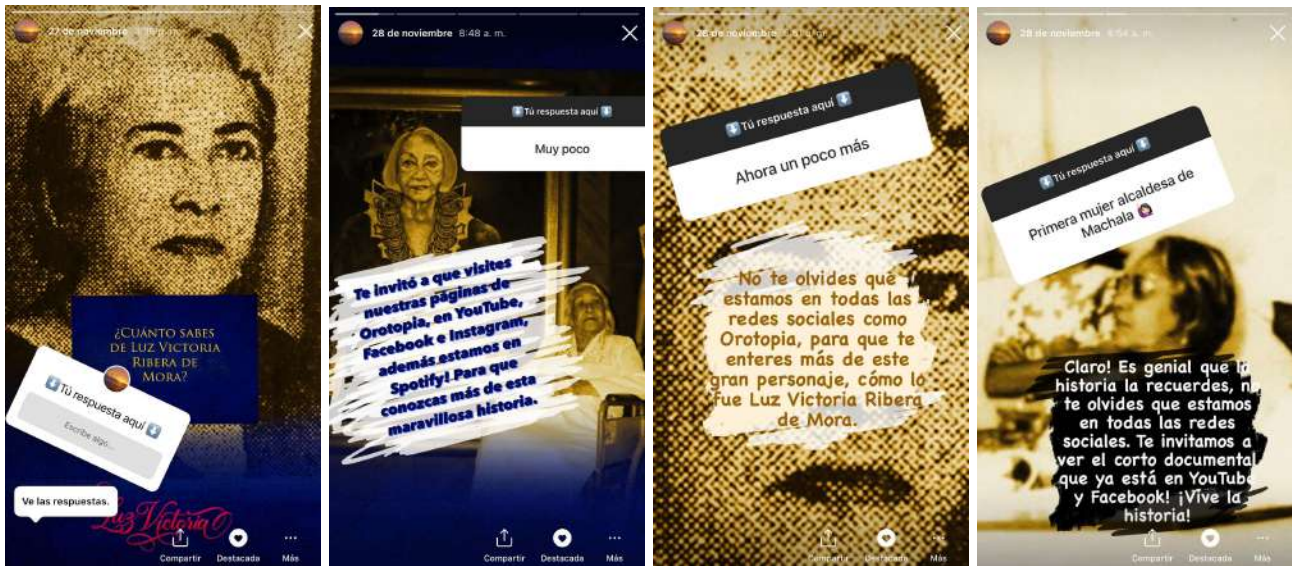 27 de noviembre
¿CUÁNTO SABES
DE LUZ VICTORIA
RIBERA DE
MORA?
⬇️Tú respuesta aquí⬇️
Escribe algo...
Ve las respuestas.
Luz Victoria
Compartir Destacada Más
28 de noviembre 8:48 a. m.
⬇️Tú respuesta aquí⬇️
Muy poco
Te invitó a que visites
nuestras páginas de
Orotopia, en YouTube,
Facebook e Instagram,
además estamos en
Spotify! Para que
conozcas más de esta
maravillosa historia.
Compartir Destacada Más
28 de noviembre
⬇️Tú respuesta aquí⬇️
Ahora un poco más
No te olvides qué
estamos en todas las
redes sociales como
Orotopia, para que te
enteres más de este
gran personaje, cómo lo
fue Luz Victoria Ribera
de Mora.
Compartir Destacada Más
28 de noviembre 8:54 a. m.
⬇️Tú respuesta aquí⬇️
Primera mujer alcaldesa de
Machala 🙋🏻‍♀️
Claro! Es genial que la
historia la recuerdes, no
te olvides que estamos
en todas las redes
sociales. Te invitamos a
ver el corto documental
que ya está en YouTube
y Facebook! ¡Vive la
historia!
Compartir Destacada Más